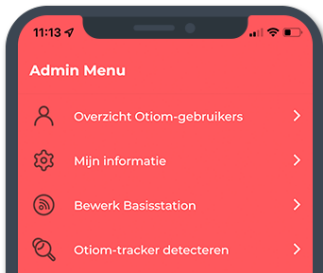 11:13
Admin Menu
Overzicht Otiom-gebruikers
Mijn informatie
Bewerk Basisstation
Otiom-tracker detecteren